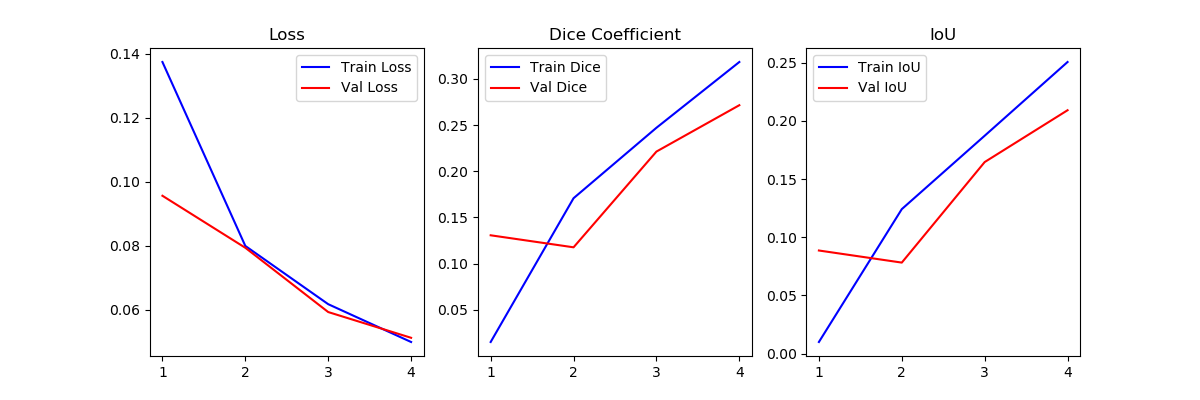 Loss
0.14
0.12
0.10
0.08
0.06
1 2 3 4
Train Loss
Val Loss
Dice Coefficient
0.30
0.25
0.20
0.15
0.10
0.05
1 2 3 4
Train Dice
Val Dice
IoU
0.25
0.20
0.15
0.10
0.05
0.00
1 2 3 4
Train IoU
Val IoU